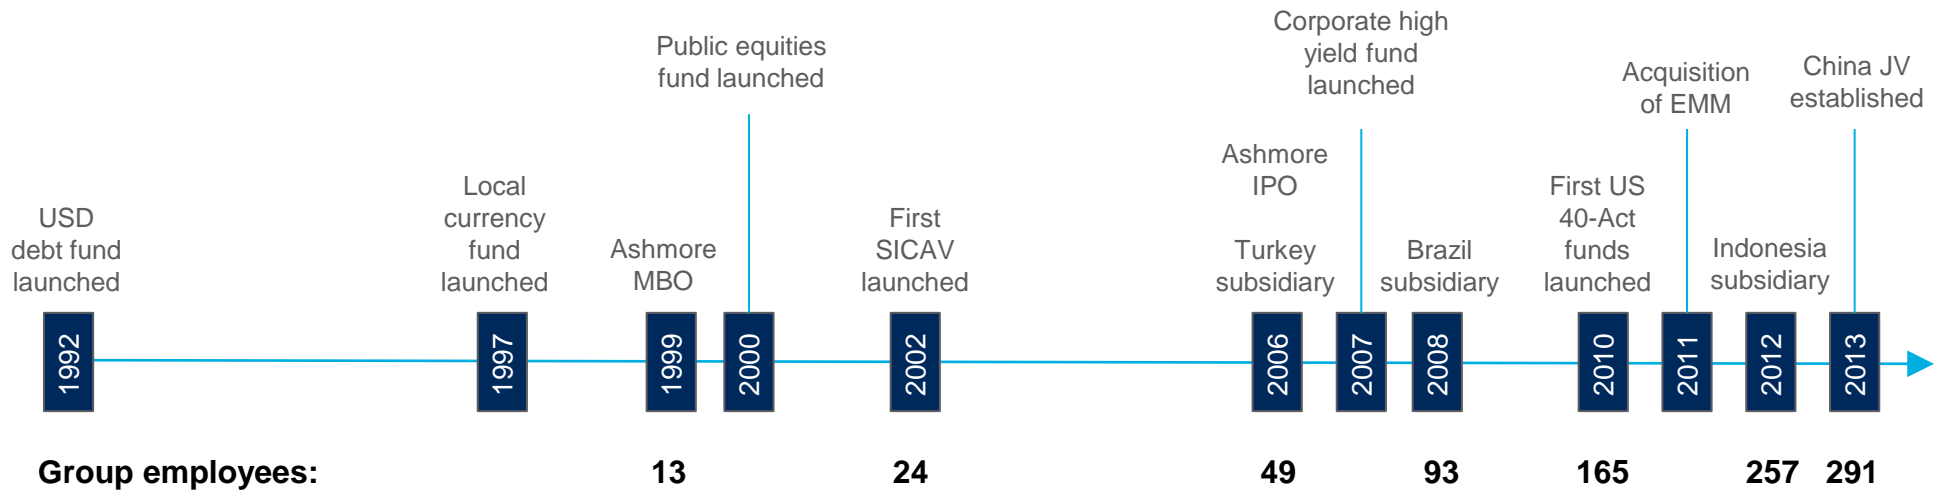 USD
debt fund
launched
Local
currency
fund
launched
Ashmore
MBO
Public equities
fund launched
First
SICAV
launched
Ashmore
IPO
Turkey
subsidiary
Corporate high
yield fund
launched
Brazil
subsidiary
First US
40-Act
funds
launched
Acquisition
of EMM
Indonesia
subsidiary
China JV
established
1992 1997 1999 2000 2002 2006 2007 2008 2010 2011 2012 2013
Group employees: 13 24 49 93 165 257 291